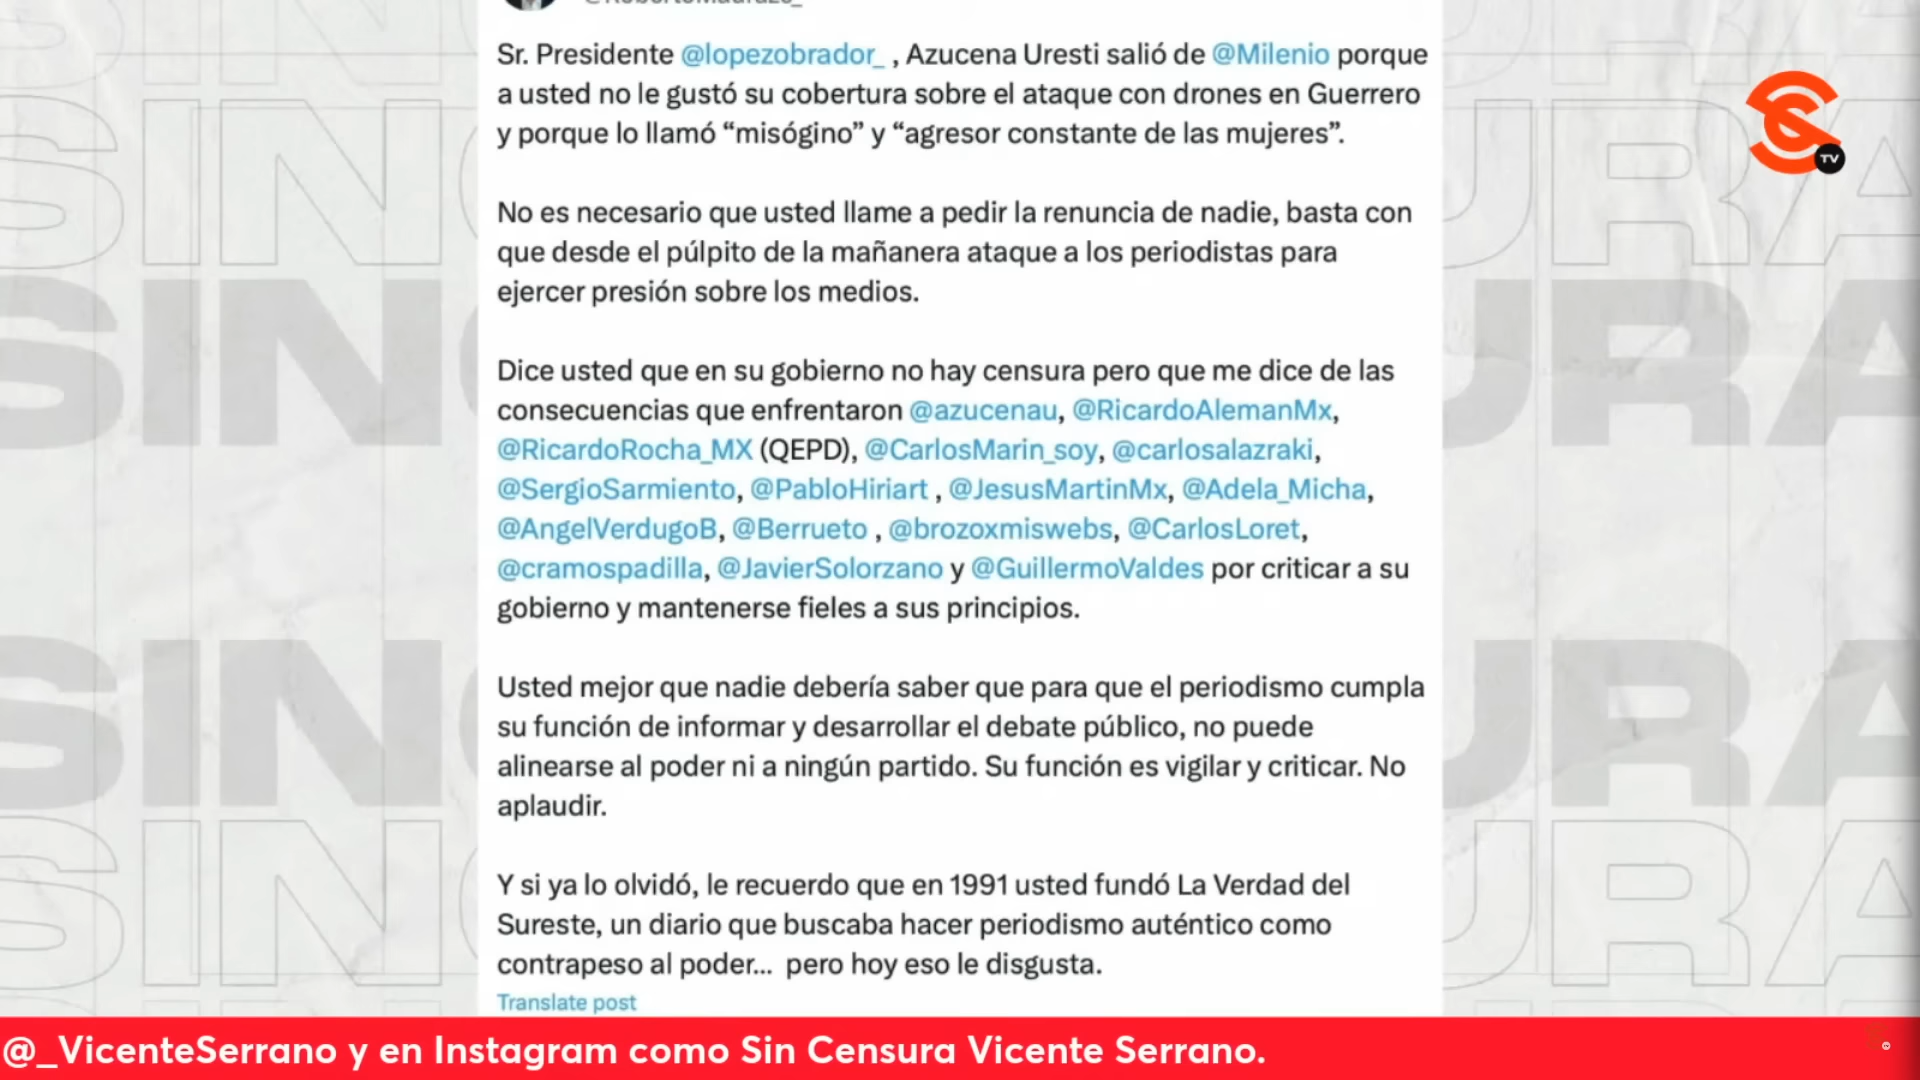 Sr. Presidente @lopezobrador_ , Azucena Uresti salió de @Milenio porque
a usted no le gustó su cobertura sobre el ataque con drones en Guerrero
y porque lo llamó “misógino” y “agresor constante de las mujeres”.
No es necesario que usted llame a pedir la renuncia de nadie, basta con
que desde el púlpito de la mañanera ataque a los periodistas para
ejercer presión sobre los medios.
Dice usted que en su gobierno no hay censura pero que me dice de las
consecuencias que enfrentaron @azucenau, @RicardoAlemanMx,
@RicardoRocha_MX (QEPD), @CarlosMarin_soy, @carlosalazraki,
@SergioSarmiento, @PabloHiriart , @JesusMartinMx, @Adela_Micha,
@AngelVerdugoB, @Berrueto , @brozoxmiswebs, @CarlosLoret,
@cramospadilla, @JavierSolorzano y @GuillermoValdes por criticar a su
gobierno y mantenerse fieles a sus principios.
Usted mejor que nadie debería saber que para que el periodismo cumpla
su función de informar y desarrollar el debate público, no puede
alinearse al poder ni a ningún partido. Su función es vigilar y criticar. No
aplaudir.
Y si ya lo olvidó, le recuerdo que en 1991 usted fundó La Verdad del
Sureste, un diario que buscaba hacer periodismo auténtico como
contrapeso al poder... pero hoy eso le disgusta.
Translate post
TV
SIN
SIN
SIN
SIN
URA
URA
URA
URA
@_VicenteSerrano y en Instagram como Sin Censura Vicente Serrano.